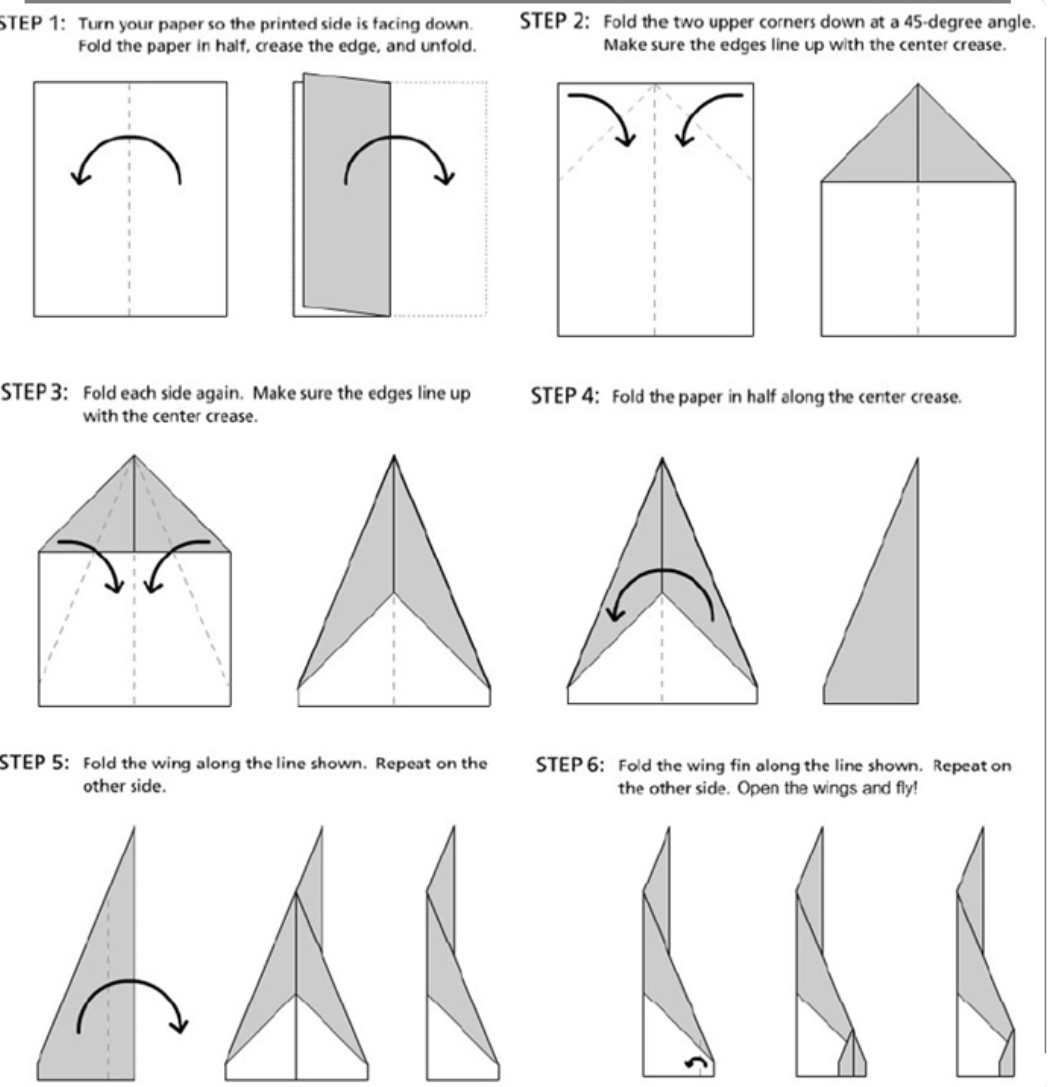 STEP 1: Turn your paper so the printed side is facing down.
Fold the paper in half, crease the edge, and unfold.
STEP 2: Fold the two upper corners down at a 45-degree angle.
Make sure the edges line up with the center crease.
STEP 3: Fold each side again. Make sure the edges line up
with the center crease.
STEP 4: Fold the paper in half along the center crease.
STEP 5: Fold the wing along the line shown. Repeat on the
other side.
STEP 6: Fold the wing fin along the line shown. Repeat on
the other side. Open the wings and fly!